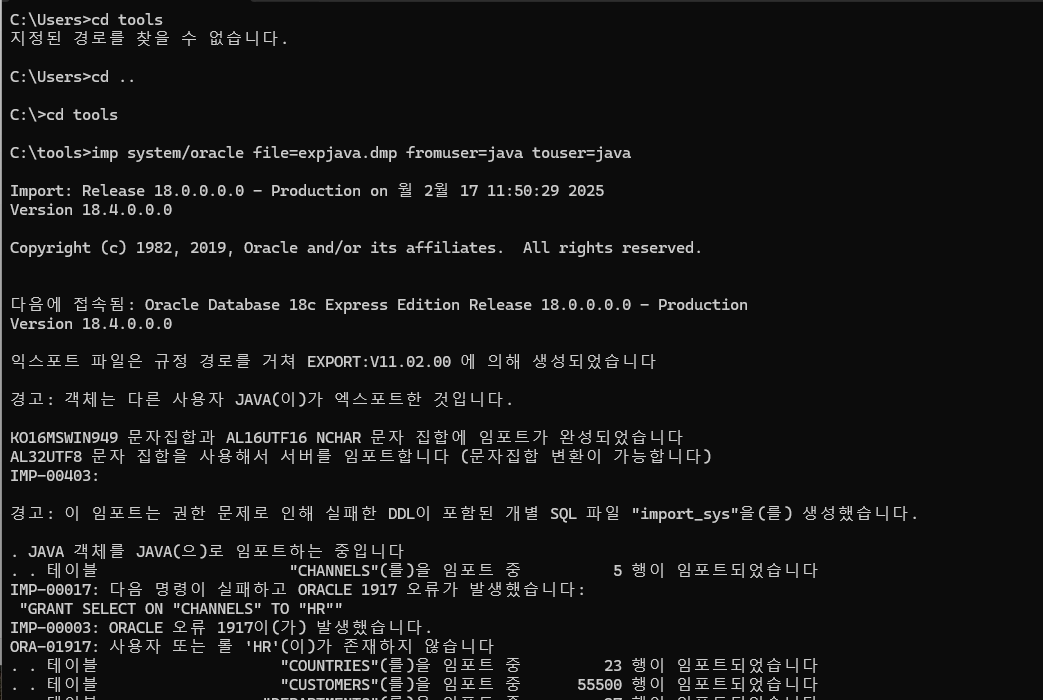 C:\Users>cd tools
지정된 경로를 찾을 수 없습니다.
C:\Users>cd ..
C:\>cd tools
C:\tools>imp system/oracle file=expjava.dmp fromuser=java touser=java
Import: Release 18.0.0.0.0 - Production on 월 2월 17 11:50:29 2025
Version 18.4.0.0.0
Copyright (c) 1982, 2019, Oracle and/or its affiliates.  All rights reserved.
다음에 접속됨: Oracle Database 18c Express Edition Release 18.0.0.0.0 - Production
Version 18.4.0.0.0
익스포트 파일은 규정 경로를 거쳐 EXPORT:V11.02.00 에 의해 생성되었습니다
경고: 객체는 다른 사용자 JAVA(이)가 엑스포트한 것입니다.
KO16MSWIN949 문자집합과 AL16UTF16 NCHAR 문자 집합에 임포트가 완성되었습니다
AL32UTF8 문자 집합을 사용해서 서버를 임포트합니다 (문자집합 변환이 가능합니다)
IMP-00403:
경고: 이 임포트는 권한 문제로 인해 실패한 DDL이 포함된 개별 SQL 파일 "import_sys"을(를) 생성했습니다.
. JAVA 객체를 JAVA(으)로 임포트하는 중입니다
. . 테이블 "CHANNELS"(를)을 임포트 중 5 행이 임포트되었습니다
IMP-00017: 다음 명령이 실패하고 ORACLE 1917 오류가 발생했습니다:
"GRANT SELECT ON "CHANNELS" TO "HR""
IMP-00003: ORACLE 오류 1917이(가) 발생했습니다.
ORA-01917: 사용자 또는 롤 'HR'(이)가 존재하지 않습니다
. . 테이블 "COUNTRIES"(를)을 임포트 중 23 행이 임포트되었습니다
. . 테이블 "CUSTOMERS"(를)을 임포트 중 55500 행이 임포트되었습니다